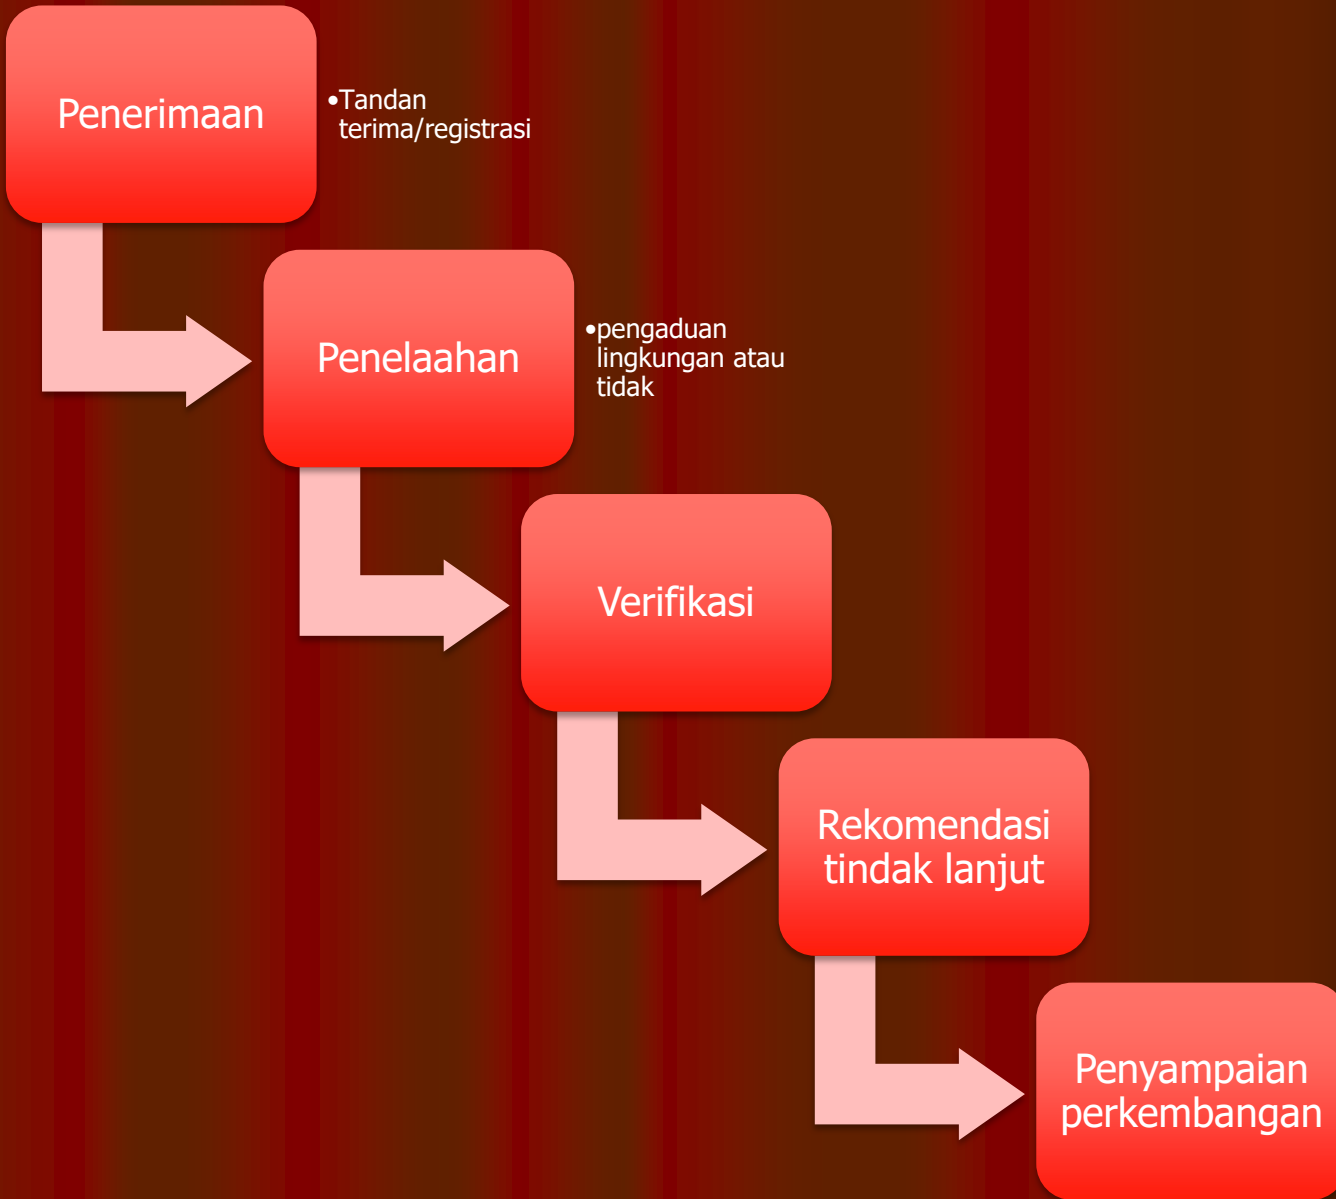 Penerimaan
•Tandan
terima/registrasi
Penelaahan
•pengaduan
lingkungan atau
tidak
Verifikasi
Rekomendasi
tindak lanjut
Penyampaian
perkembangan